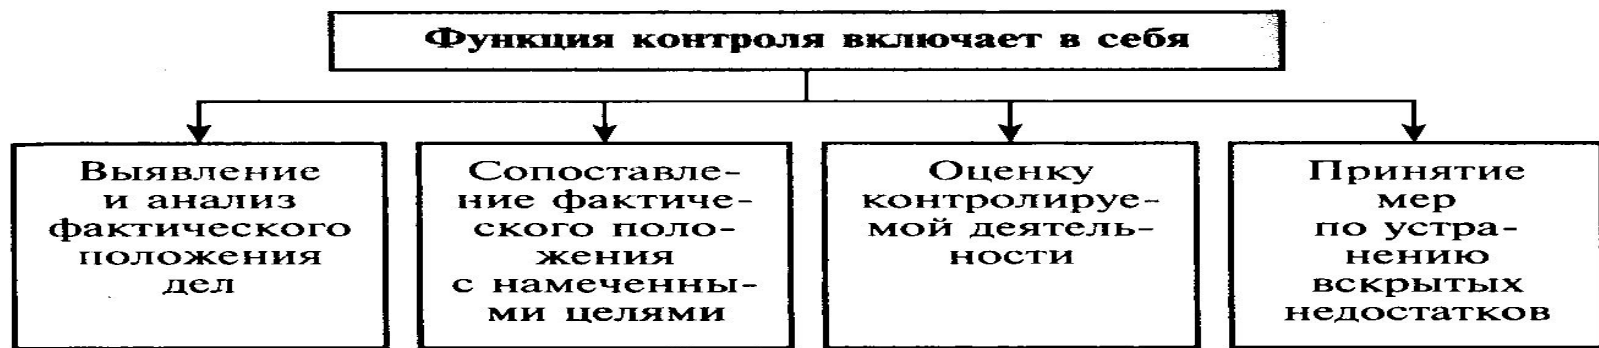 Функция контроля включает в себя
Выявление
и анализ
фактического
положения
дел
Сопоставле-
ние фактиче-
ского поло-
жения
с намеченны-
ми целями
Оценку
контролируе-
мой деятель-
ности
Принятие
мер
по устра-
нению
вскрытых
недостатков